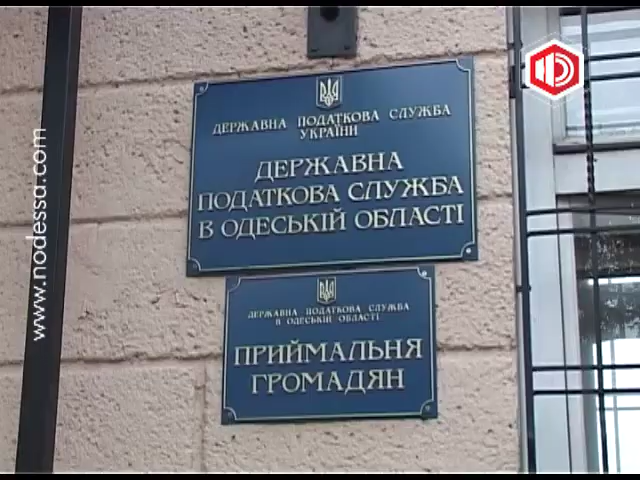 ДЕРЖАВНА ПОДАТКОВА СЛУЖБА
УКРАЇНИ
ДЕРЖАВНА
ПОДАТКОВА СЛУЖБА
В ОДЕСЬКІЙ ОБЛАСТІ
ДЕРЖАВНА ПОДАТКОВА СЛУЖБА
В ОДЕСЬКІЙ ОБЛАСТІ
ПРИЙМАЛЬНЯ
ГРОМАДЯН
www.nodessa.com